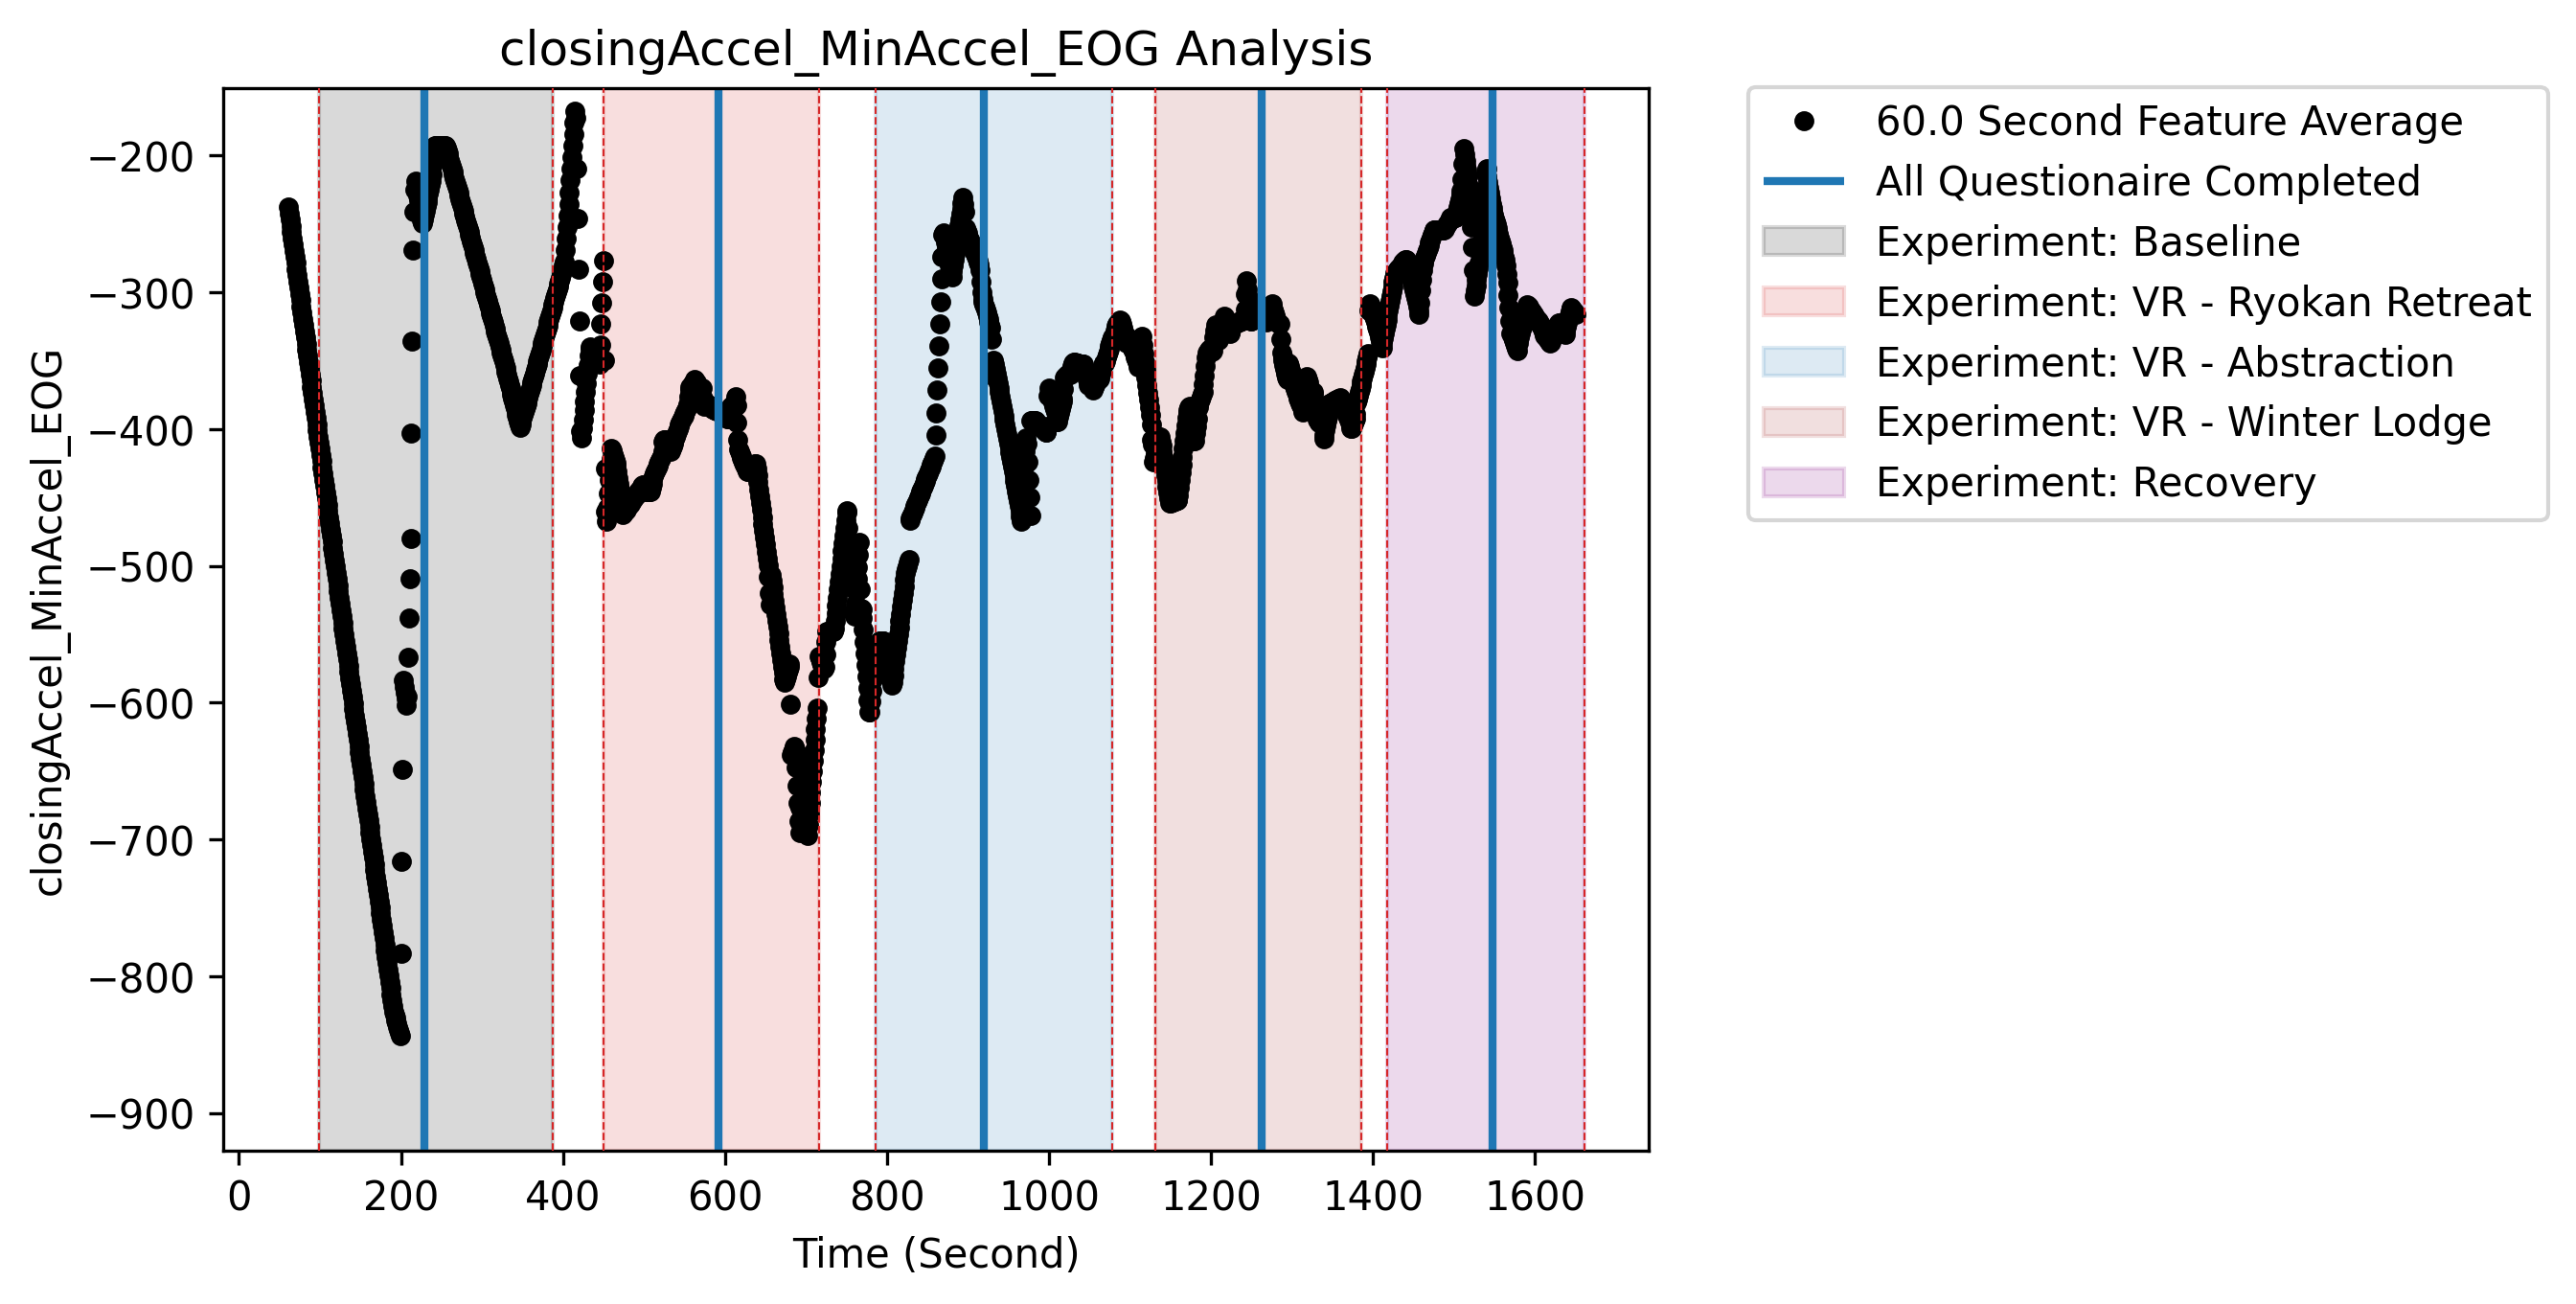 closingAccel_MinAccel_EOG Analysis
closingAccel_MinAccel_EOG
−200
−300
−400
−500
−600
−700
−800
−900
0 200 400 600 800 1000 1200 1400 1600
Time (Second)
60.0 Second Feature Average
All Questionaire Completed
Experiment: Baseline
Experiment: VR - Ryokan Retreat
Experiment: VR - Abstraction
Experiment: VR - Winter Lodge
Experiment: Recovery